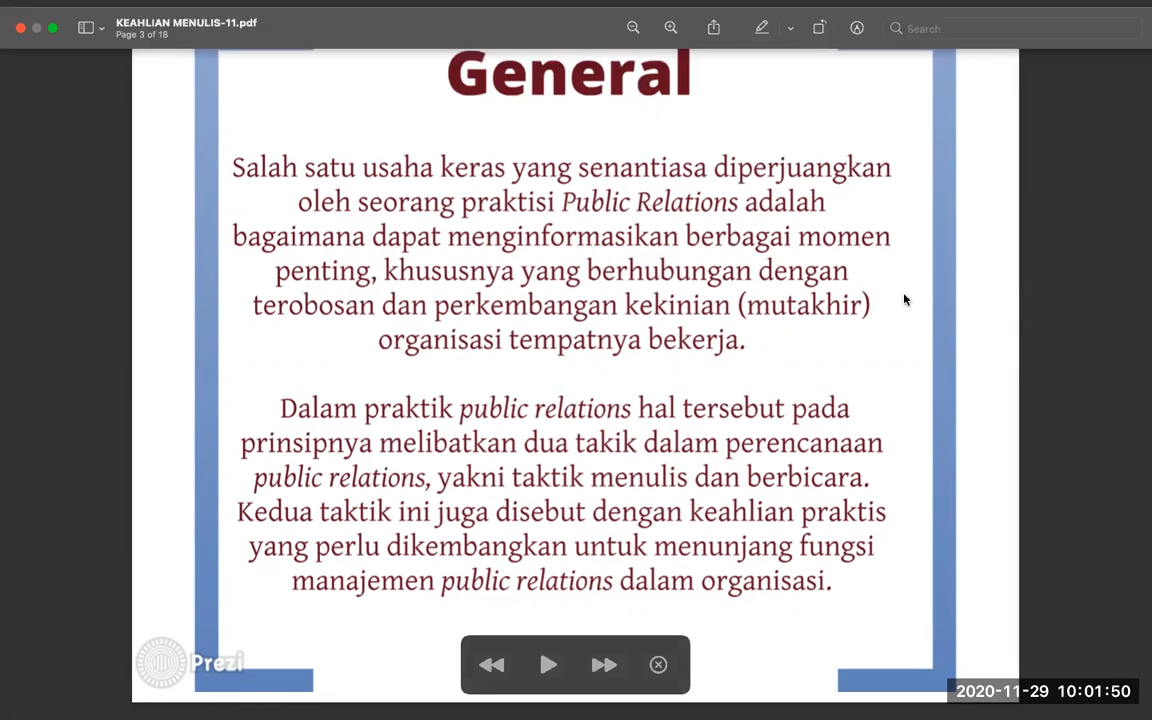 KEAHLIAN MENULIS-11.pdf
Page 3 of 18
Search
General
Salah satu usaha keras yang senantiasa diperjuangkan
oleh seorang praktisi Public Relations adalah
bagaimana dapat menginformasikan berbagai momen
penting, khususnya yang berhubungan dengan
terobosan dan perkembangan kekinian (mutakhir)
organisasi tempatnya bekerja.
Dalam praktik public relations hal tersebut pada
prinsipnya melibatkan dua takik dalam perencanaan
public relations, yakni taktik menulis dan berbicara.
Kedua taktik ini juga disebut dengan keahlian praktis
yang perlu dikembangkan untuk menunjang fungsi
manajemen public relations dalam organisasi.
Prezi
2020-11-29 10:01:50